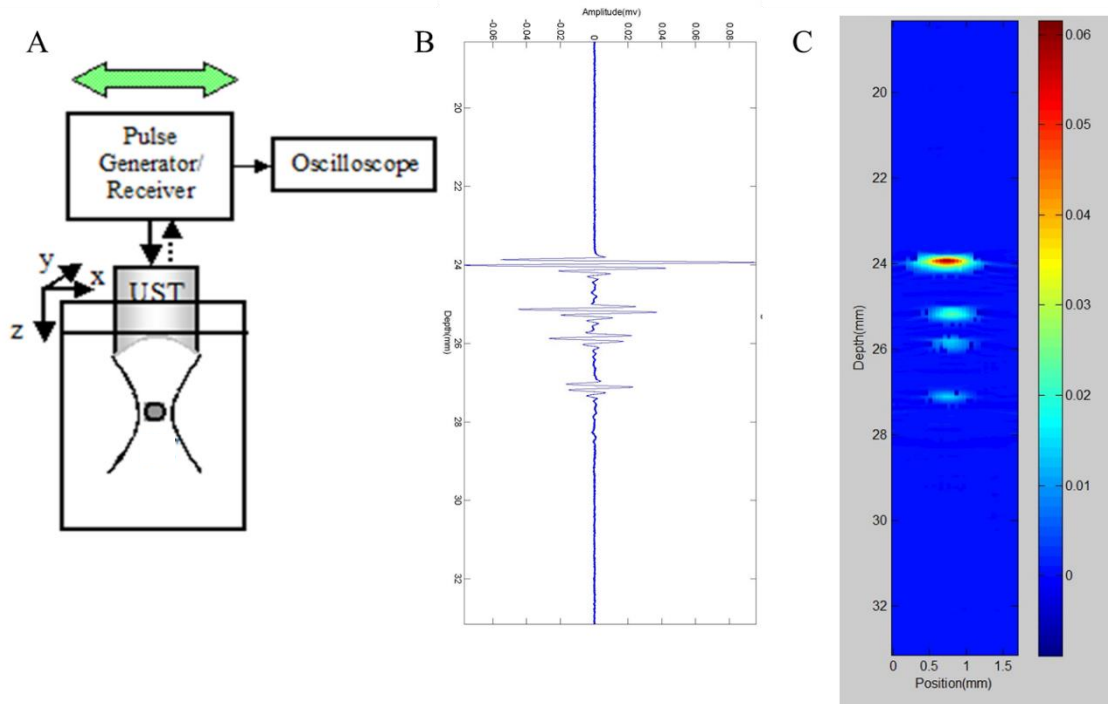 A
Pulse
Generator/
Receiver
Oscilloscope
y
x
z
UST
B
Amplitude(mv)
-0.06
-0.04
-0.02
0
0.02
0.04
0.06
0.08
20
22
24
26
28
30
32
Depth(mm)
C
20
22
24
26
28
30
32
Depth(mm)
0
0.5
1
1.5
Position(mm)
0.06
0.05
0.04
0.03
0.02
0.01
0